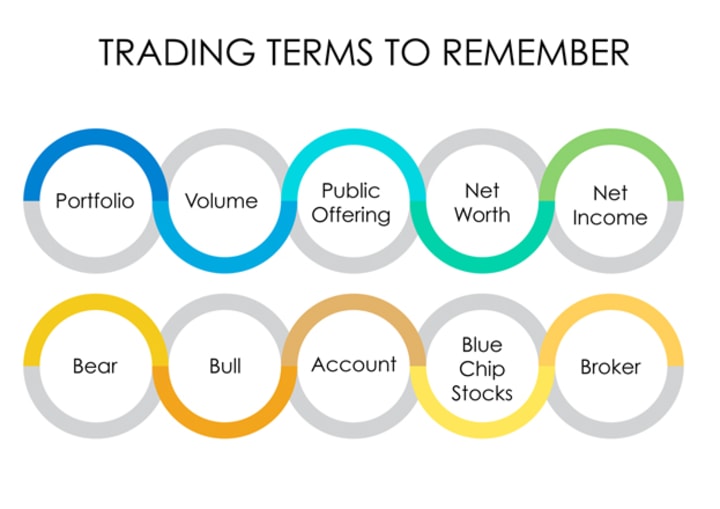 TRADING TERMS TO REMEMBER
Portfolio
Volume
Public
Offering
Net
Worth
Net
Income
Bear
Bull
Account
Blue
Chip
Stocks
Broker